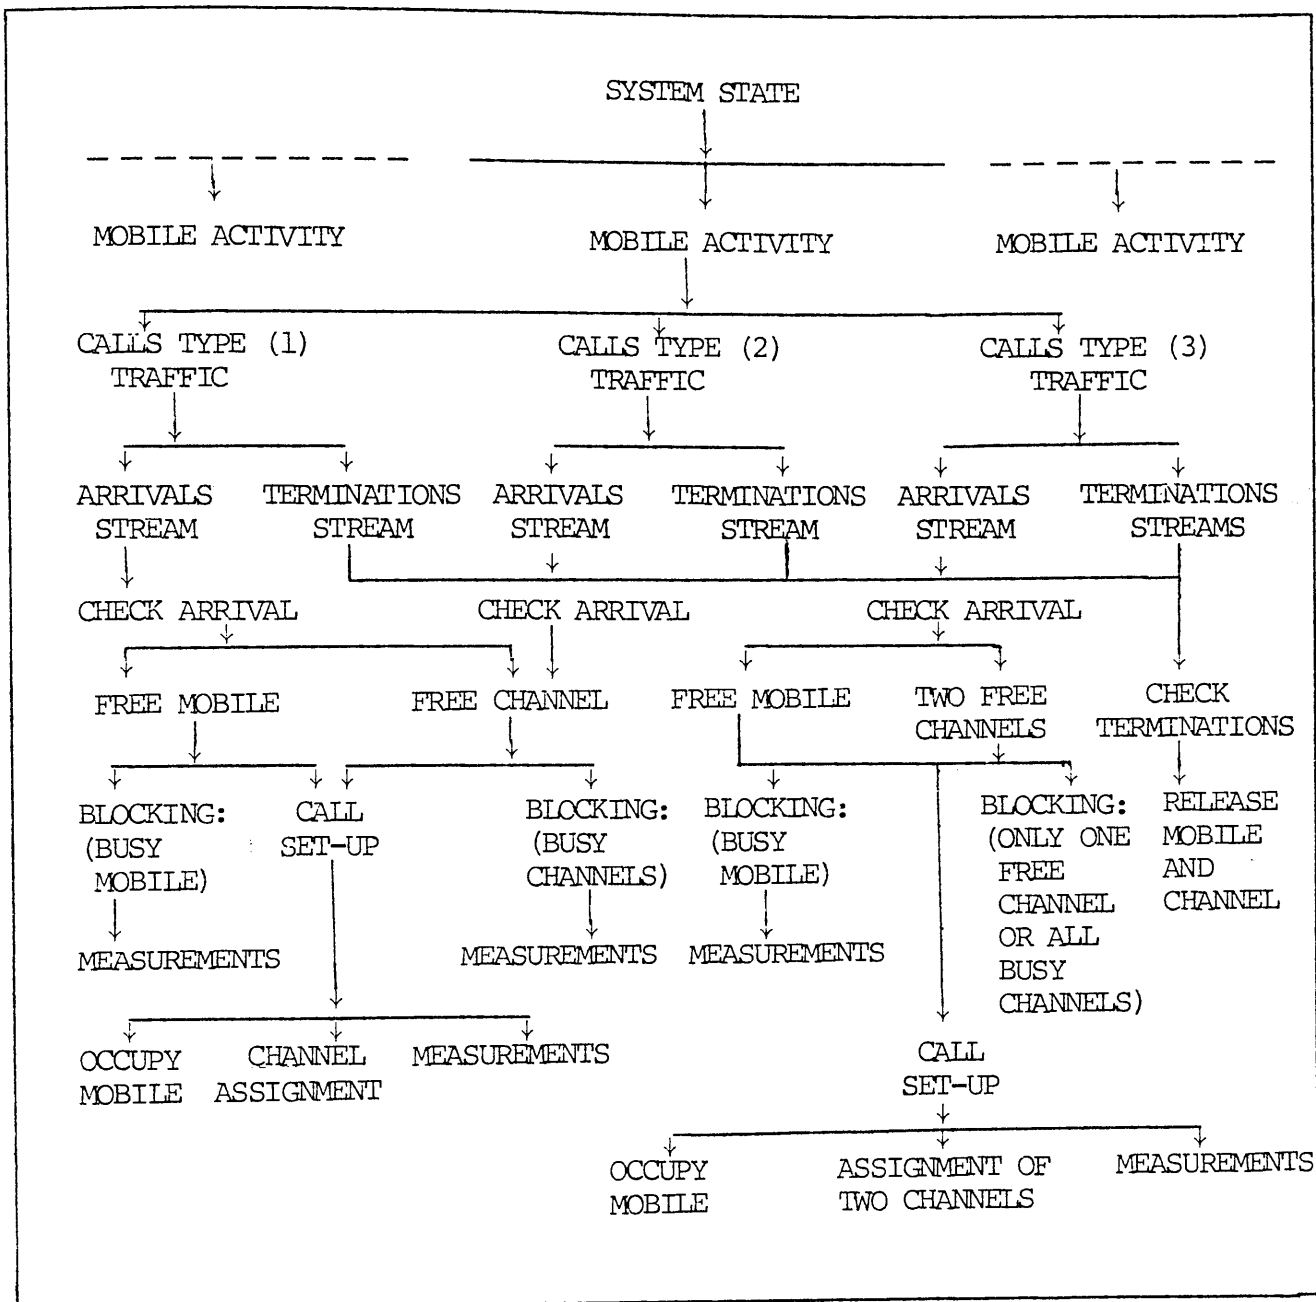 SYSTEM STATE
MOBILE ACTIVITY
MOBILE ACTIVITY
MOBILE ACTIVITY
CALLS TYPE (1)
TRAFFIC
CALLS TYPE (2)
TRAFFIC
CALLS TYPE (3)
TRAFFIC
ARRIVALS
STREAM
TERMINATIONS
STREAM
ARRIVALS
STREAM
TERMINATIONS
STREAM
ARRIVALS
STREAM
TERMINATIONS
STREAMS
CHECK ARRIVAL
CHECK ARRIVAL
CHECK ARRIVAL
FREE MOBILE
FREE CHANNEL
FREE MOBILE
TWO FREE
CHANNELS
CHECK
TERMINATIONS
BLOCKING:
(BUSY
MOBILE)
CALL
SET-UP
BLOCKING:
(BUSY
CHANNELS)
BLOCKING:
(BUSY
MOBILE)
BLOCKING:
(ONLY ONE
FREE
CHANNEL
OR ALL
BUSY
CHANNELS)
RELEASE
MOBILE
AND
CHANNEL
MEASUREMENTS
MEASUREMENTS
MEASUREMENTS
OCCUPY
MOBILE
CHANNEL
ASSIGNMENT
MEASUREMENTS
CALL
SET-UP
OCCUPY
MOBILE
ASSIGNMENT OF
TWO CHANNELS
MEASUREMENTS